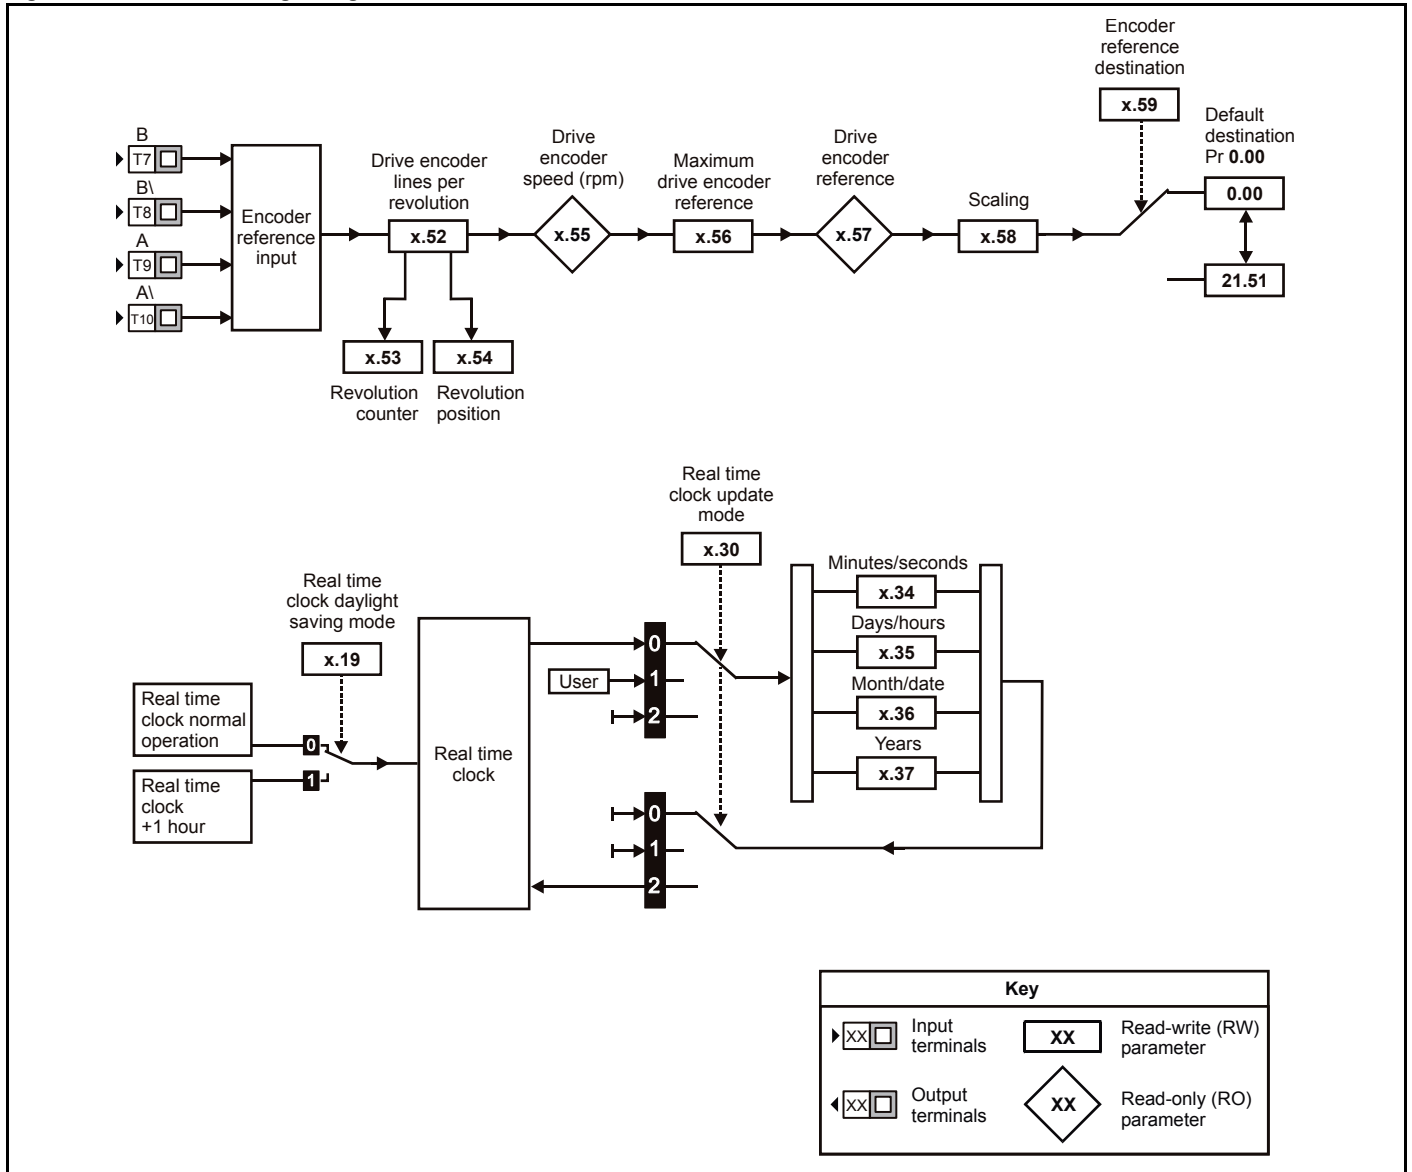 Encoder
reference
destination
x.59
Default
destination
Pr 0.00
0.00
21.51
B
T7
B\
T8
A
T9
A\
T10
Encoder
reference
input
Drive encoder
lines per
revolution
x.52
Drive
encoder
speed (rpm)
x.55
Maximum
drive encoder
reference
x.56
Drive
encoder
reference
x.57
Scaling
x.58
x.53
Revolution
counter
x.54
Revolution
position
Real time
clock update
mode
x.30
Real time
clock daylight
saving mode
x.19
Real time
clock normal
operation
0
Real time
clock
+1 hour
1
Real time
clock
0
User
1
2
0
1
2
Minutes/seconds
x.34
Days/hours
x.35
Month/date
x.36
Years
x.37
Key
XX
Input
terminals
XX
Read-write (RW)
parameter
XX
Output
terminals
XX
Read-only (RO)
parameter